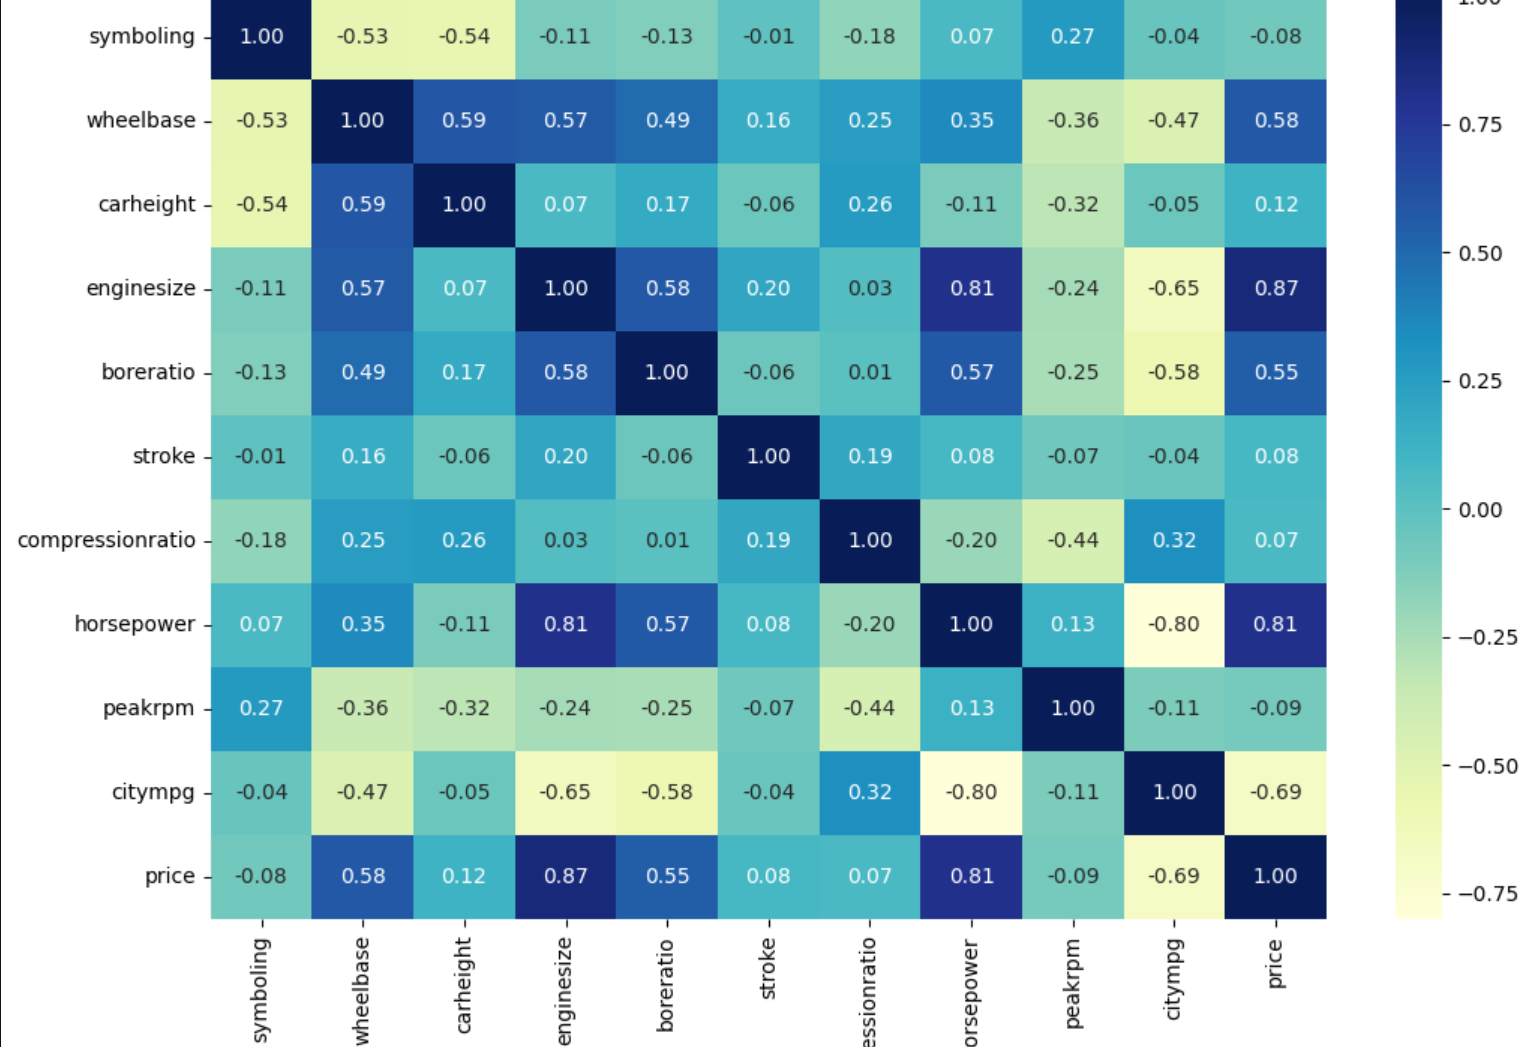 symboling 1.00 -0.53 -0.54 -0.11 -0.13 -0.01 -0.18 0.07 0.27 -0.04 -0.08
wheelbase -0.53 1.00 0.59 0.57 0.49 0.16 0.25 0.35 -0.36 -0.47 0.58
carheight -0.54 0.59 1.00 0.07 0.17 -0.06 0.26 -0.11 -0.32 -0.05 0.12
enginesize -0.11 0.57 0.07 1.00 0.58 0.20 0.03 0.81 -0.24 -0.65 0.87
boreratio -0.13 0.49 0.17 0.58 1.00 -0.06 0.01 0.57 -0.25 -0.58 0.55
stroke -0.01 0.16 -0.06 0.20 -0.06 1.00 0.19 0.08 -0.07 -0.04 0.08
compressionratio -0.18 0.25 0.26 0.03 0.01 0.19 1.00 -0.20 -0.44 0.32 0.07
horsepower 0.07 0.35 -0.11 0.81 0.57 0.08 -0.20 1.00 0.13 -0.80 0.81
peakrpm 0.27 -0.36 -0.32 -0.24 -0.25 -0.07 -0.44 0.13 1.00 -0.11 -0.09
citympg -0.04 -0.47 -0.05 -0.65 -0.58 -0.04 0.32 -0.80 -0.11 1.00 -0.69
price -0.08 0.58 0.12 0.87 0.55 0.08 0.07 0.81 -0.09 -0.69 1.00
symboling
wheelbase
carheight
enginesize
boreratio
stroke
essionratio
orsepower
peakrpm
citympg
price
1.00
0.75
0.50
0.25
0.00
−0.25
−0.50
−0.75